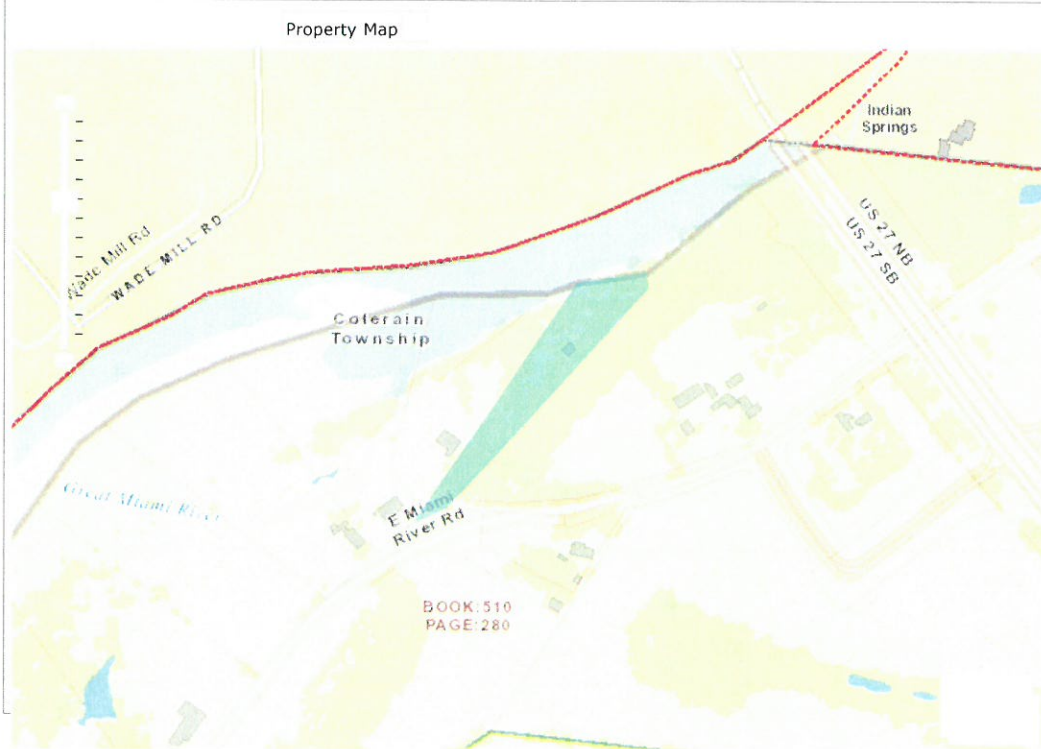 Property Map
Indian
Springs
US 27 NB
US 27 SB
Wade Mill Rd
WADE MILL RD
Colerain
Township
Great Miami River
E Miami
River Rd
BOOK:510
PAGE:280